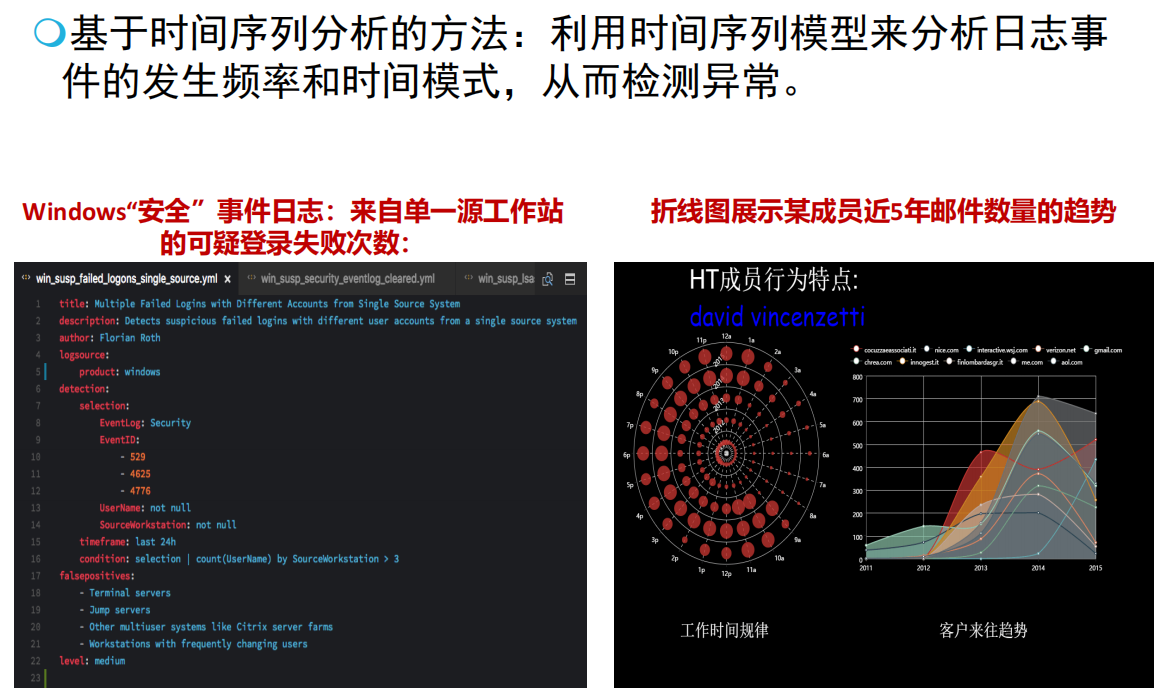 基于时间序列分析的方法：利用时间序列模型来分析日志事
件的发生频率和时间模式，从而检测异常。
Windows“安全”事件日志：来自单一源工作站
的可疑登录失败次数：
win_susp_failed_logons_single_source.yml x win_susp_security_eventlog_cleared.yml win_susp_lsa
1 title: Multiple Failed Logins with Different Accounts from Single Source System
2 description: Detects suspicious failed logins with different user accounts from a single source system
3 author: Florian Roth
4 logsource:
5 product: windows
6 detection:
7 selection:
8 EventLog: Security
9 EventID:
10 - 529
11 - 4625
12 - 4776
13 UserName: not null
14 SourceWorkstation: not null
15 timeframe: last 24h
16 condition: selection | count(UserName) by SourceWorkstation > 3
17 falsepositives:
18 - Terminal servers
19 - Jump servers
20 - Other multiuser systems like Citrix server farms
21 - Workstations with frequently changing users
22 level: medium
23
折线图展示某成员近5年邮件数量的趋势
HT成员行为特点:
david vincenzetti
11p 12a 1a
10p 2a
9p 3a
8p 4a
7p 5a
6p 6a
5p 7a
4p 8a
3p 9a
2p 10a
1p 12p 11a
2013
2012
工作时间规律
cocuzzaeassociati.it nice.com interactive.wsj.com verizon.net gmail.com
chrea.com innogest.it finlombardasgr.it me.com aol.com
800
700
600
500
400
300
200
100
0
2011 2012 2013 2014 2015
客户来往趋势